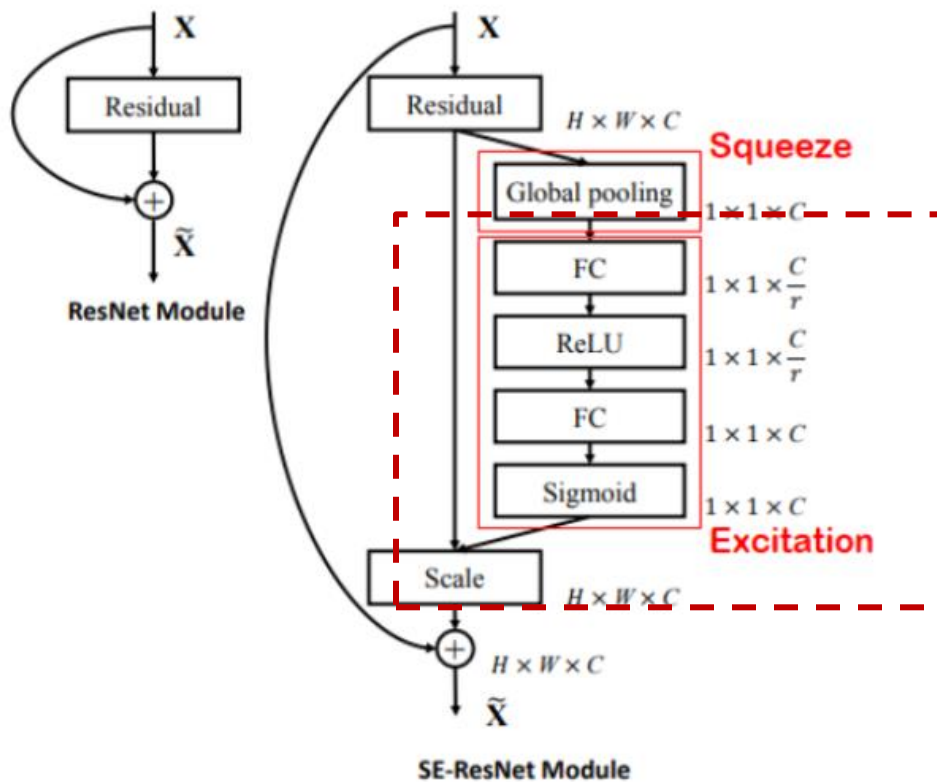 X
Residual
+
X̃
ResNet Module
X
Residual
H × W × C
Squeeze
Global pooling
1 × 1 × C
FC
1 × 1 × C/r
ReLU
1 × 1 × C/r
FC
1 × 1 × C
Sigmoid
1 × 1 × C
Excitation
Scale
H × W × C
+
H × W × C
X̃
SE-ResNet Module